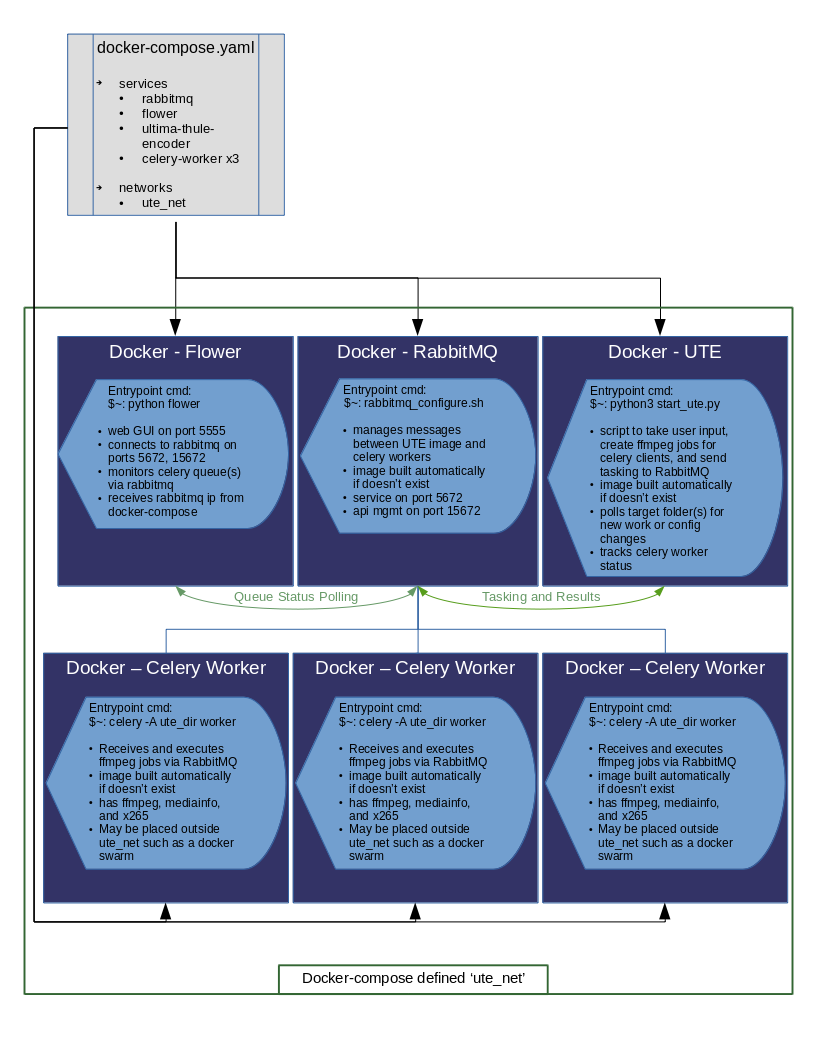 docker-compose.yaml
➔ services
• rabbitmq
• flower
• ultima-thule-
encoder
• celery-worker x3
➔ networks
• ute_net
Docker - Flower
Entrypoint cmd:
$~: python flower
• web GUI on port 5555
• connects to rabbitmq on
ports 5672, 15672
• monitors celery queue(s)
via rabbitmq
• receives rabbitmq ip from
docker-compose
Docker - RabbitMQ
Entrypoint cmd:
$~: rabbitmq_configure.sh
• manages messages
between UTE image and
celery workers
• image built automatically
if doesn't exist
• service on port 5672
• api mgmt on port 15672
Docker - UTE
Entrypoint cmd:
$~: python3 start_ute.py
• script to take user input,
create ffmpeg jobs for
celery clients, and send
tasking to RabbitMQ
• image built automatically
if doesn't exist
• polls target folder(s) for
new work or config
changes
• tracks celery worker
status
Queue Status Polling
Tasking and Results
Docker – Celery Worker
Entrypoint cmd:
$~: celery -A ute_dir worker
• Receives and executes
ffmpeg jobs via RabbitMQ
• image built automatically
if doesn't exist
• has ffmpeg, mediainfo,
and x265
• May be placed outside
ute_net such as a docker
swarm
Docker – Celery Worker
Entrypoint cmd:
$~: celery -A ute_dir worker
• Receives and executes
ffmpeg jobs via RabbitMQ
• image built automatically
if doesn't exist
• has ffmpeg, mediainfo,
and x265
• May be placed outside
ute_net such as a docker
swarm
Docker – Celery Worker
Entrypoint cmd:
$~: celery -A ute_dir worker
• Receives and executes
ffmpeg jobs via RabbitMQ
• image built automatically
if doesn't exist
• has ffmpeg, mediainfo,
and x265
• May be placed outside
ute_net such as a docker
swarm
Docker-compose defined ‘ute_net’